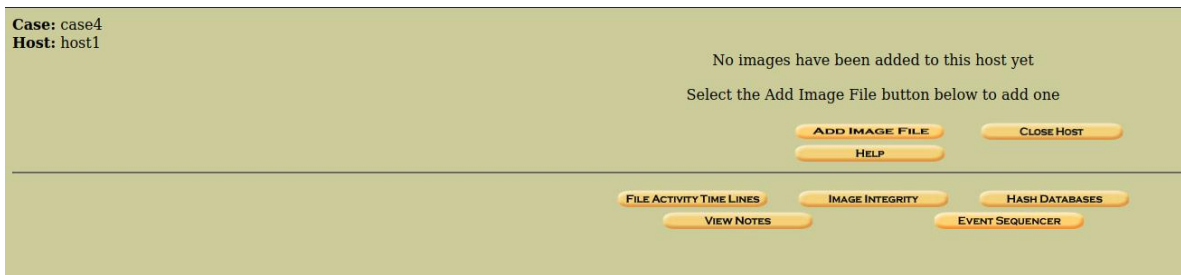 Case: case4
Host: host1
No images have been added to this host yet
Select the Add Image File button below to add one
ADD IMAGE FILE CLOSE HOST
HELP
FILE ACTIVITY TIME LINES IMAGE INTEGRITY HASH DATABASES
VIEW NOTES EVENT SEQUENCER